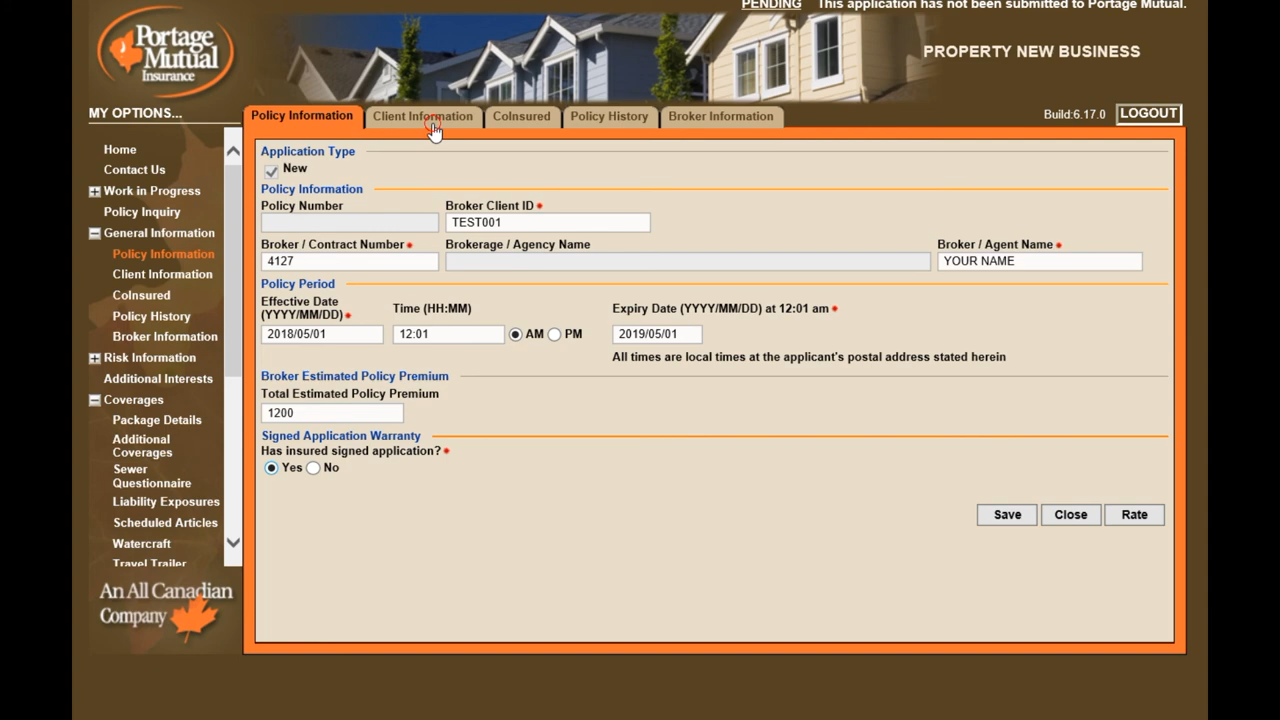 PENDING This application has not been submitted to Portage Mutual.
Portage
Mutual
Insurance
PROPERTY NEW BUSINESS
MY OPTIONS...
Policy Information Client Information CoInsured Policy History Broker Information
Build:6.17.0 LOGOUT
Home
Contact Us
Work in Progress
Policy Inquiry
General Information
Policy Information
Client Information
CoInsured
Policy History
Broker Information
Risk Information
Additional Interests
Coverages
Package Details
Additional
Coverages
Sewer
Questionnaire
Liability Exposures
Scheduled Articles
Watercraft
Travel Trailer
An All Canadian
Company
Application Type
New
Policy Information
Policy Number Broker Client ID
TEST001
Broker / Contract Number Brokerage / Agency Name Broker / Agent Name
4127 YOUR NAME
Policy Period
Effective Date
(YYYY/MM/DD) Time (HH:MM) Expiry Date (YYYY/MM/DD) at 12:01 am
2018/05/01 12:01 AM PM 2019/05/01
All times are local times at the applicant's postal address stated herein
Broker Estimated Policy Premium
Total Estimated Policy Premium
1200
Signed Application Warranty
Has insured signed application?
Yes No
Save Close Rate